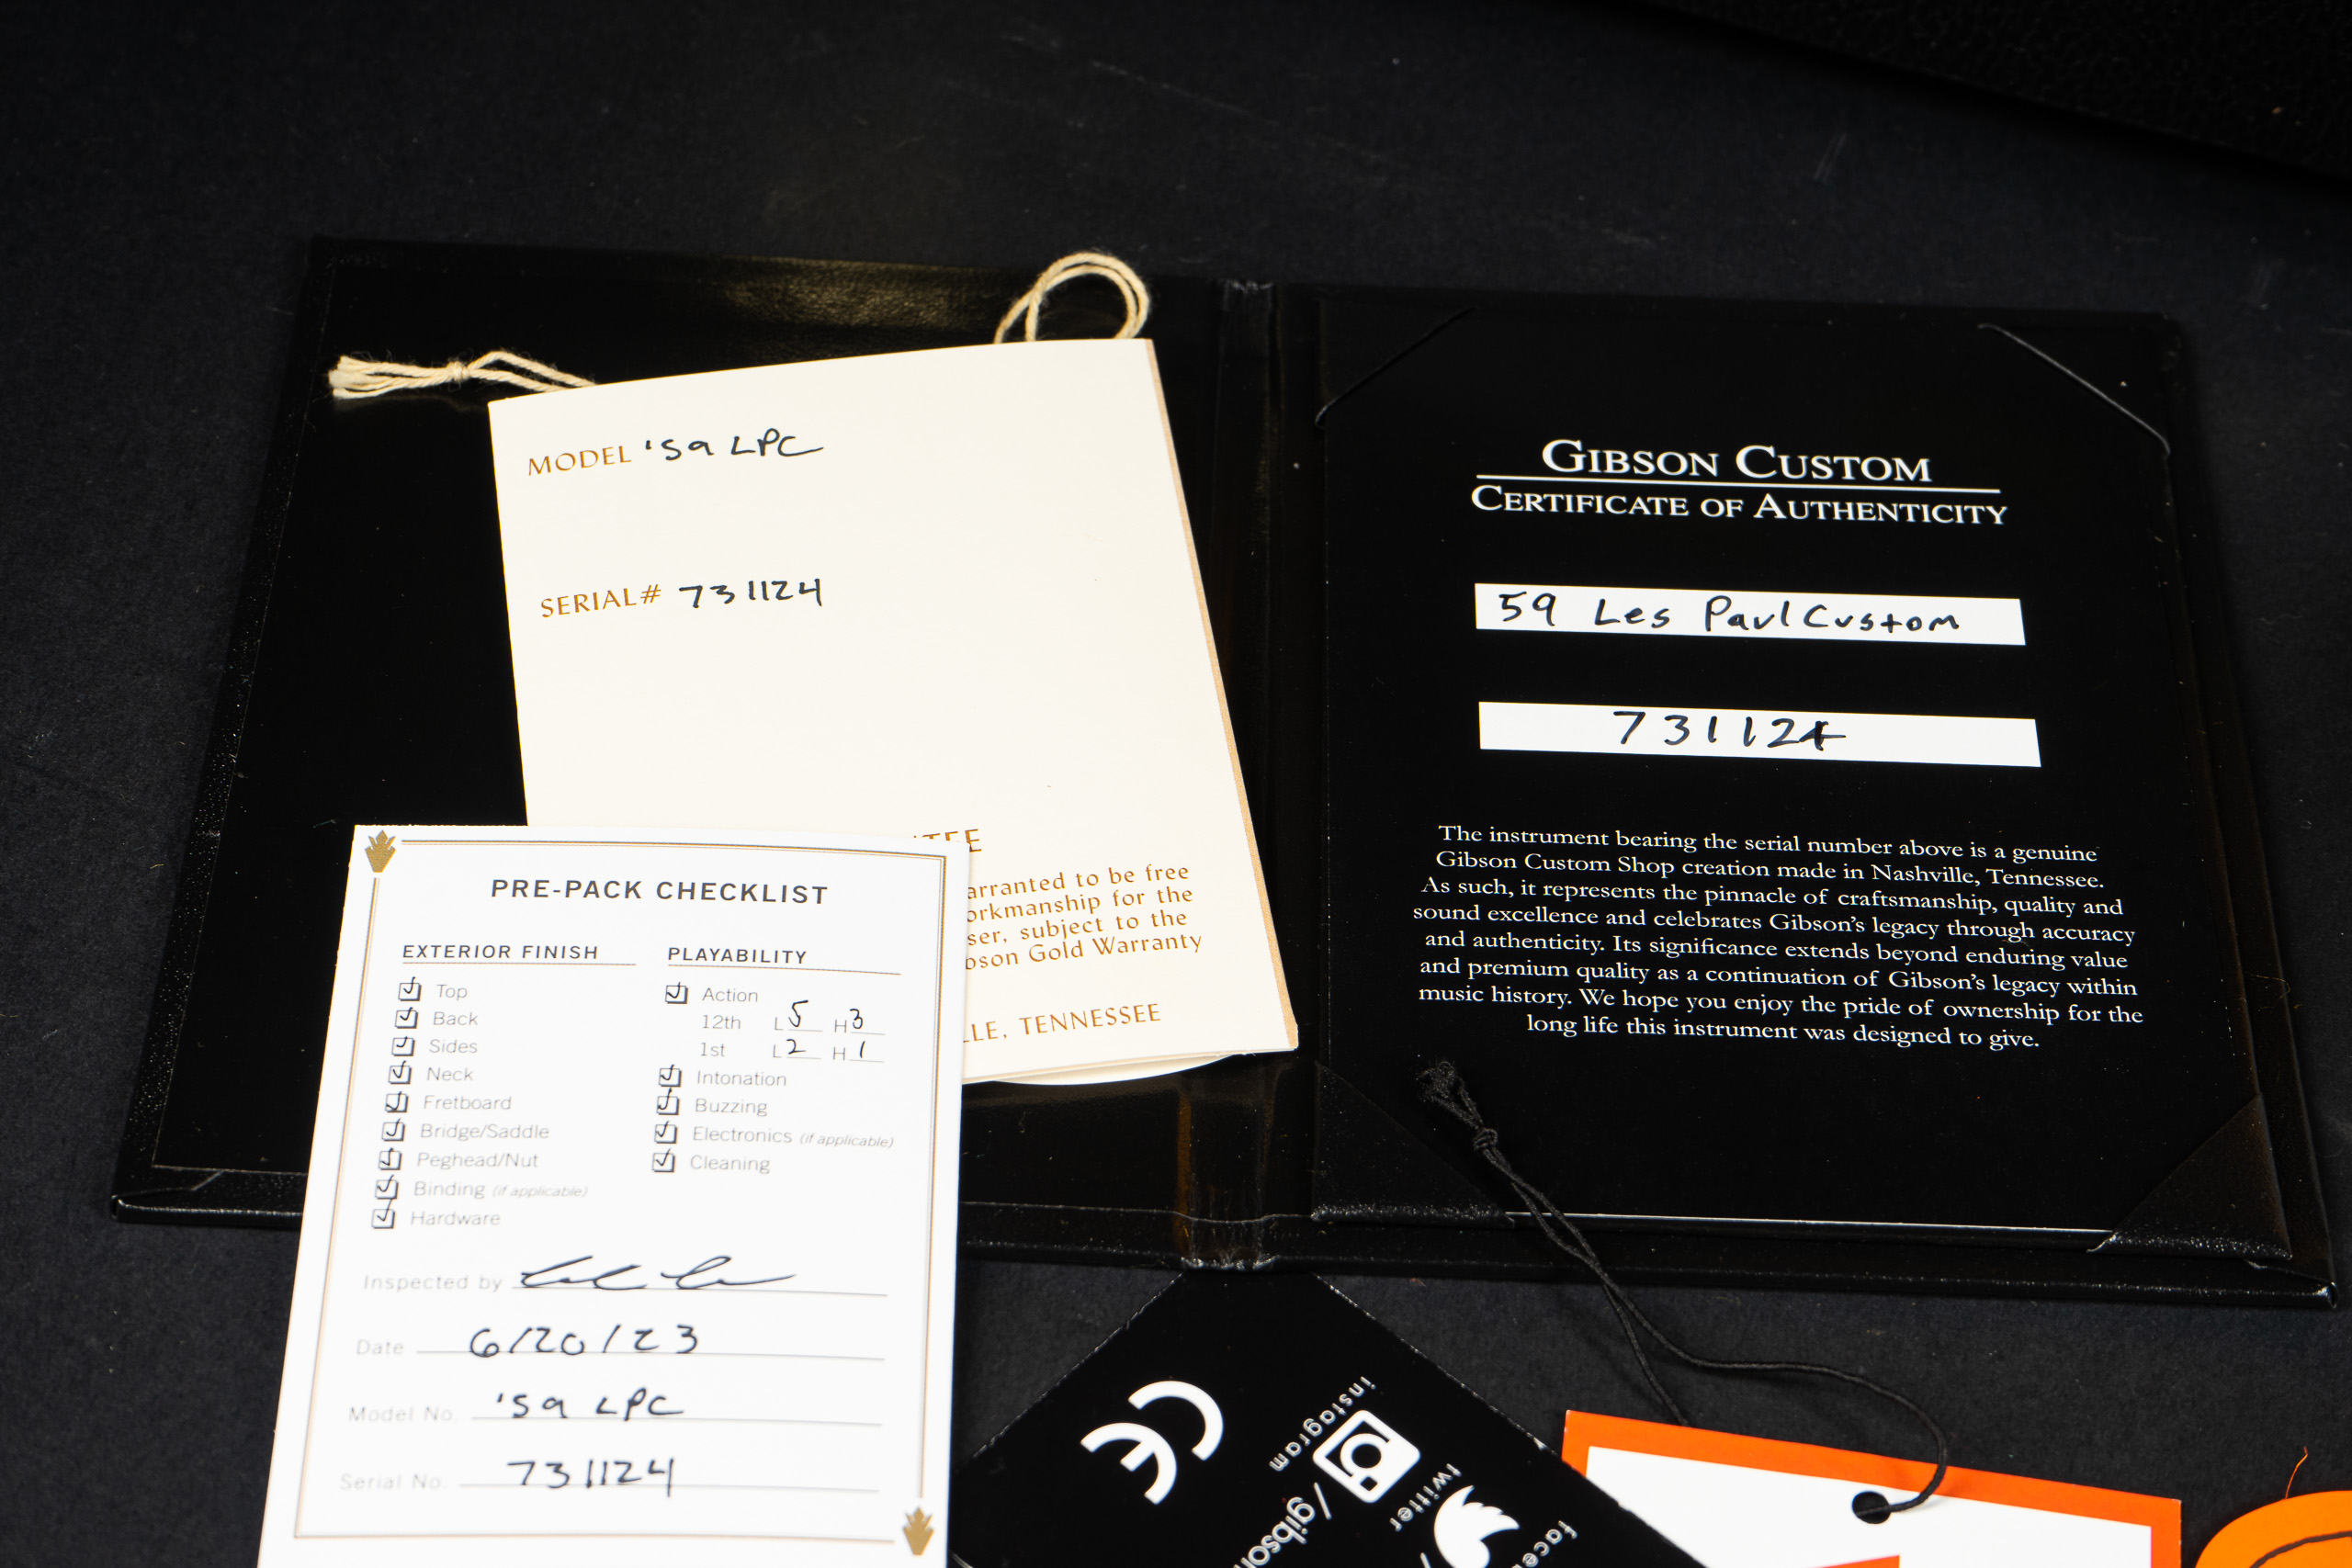 MODEL '59 LPC
SERIAL# 731124
arranted to be free
orkmanship for the
ser, subject to the
bson Gold Warranty
LLE, TENNESSEE
PRE-PACK CHECKLIST
EXTERIOR FINISH
Top
Back
Sides
Neck
Fretboard
Bridge/Saddle
Peghead/Nut
Binding (if applicable)
Hardware
PLAYABILITY
Action
12th L 5 H 3
1st L 2 H 1
Intonation
Buzzing
Electronics (if applicable)
Cleaning
Inspected by
Date 6/20/23
Model No. '59 LPC
Serial No. 731124
GIBSON CUSTOM
CERTIFICATE OF AUTHENTICITY
59 Les Paul Custom
731124
The instrument bearing the serial number above is a genuine
Gibson Custom Shop creation made in Nashville, Tennessee.
As such, it represents the pinnacle of craftsmanship, quality and
sound excellence and celebrates Gibson's legacy through accuracy
and authenticity. Its significance extends beyond enduring value
and premium quality as a continuation of Gibson's legacy within
music history. We hope you enjoy the pride of ownership for the
long life this instrument was designed to give.
CE
instagram
/gibson
twitter
face